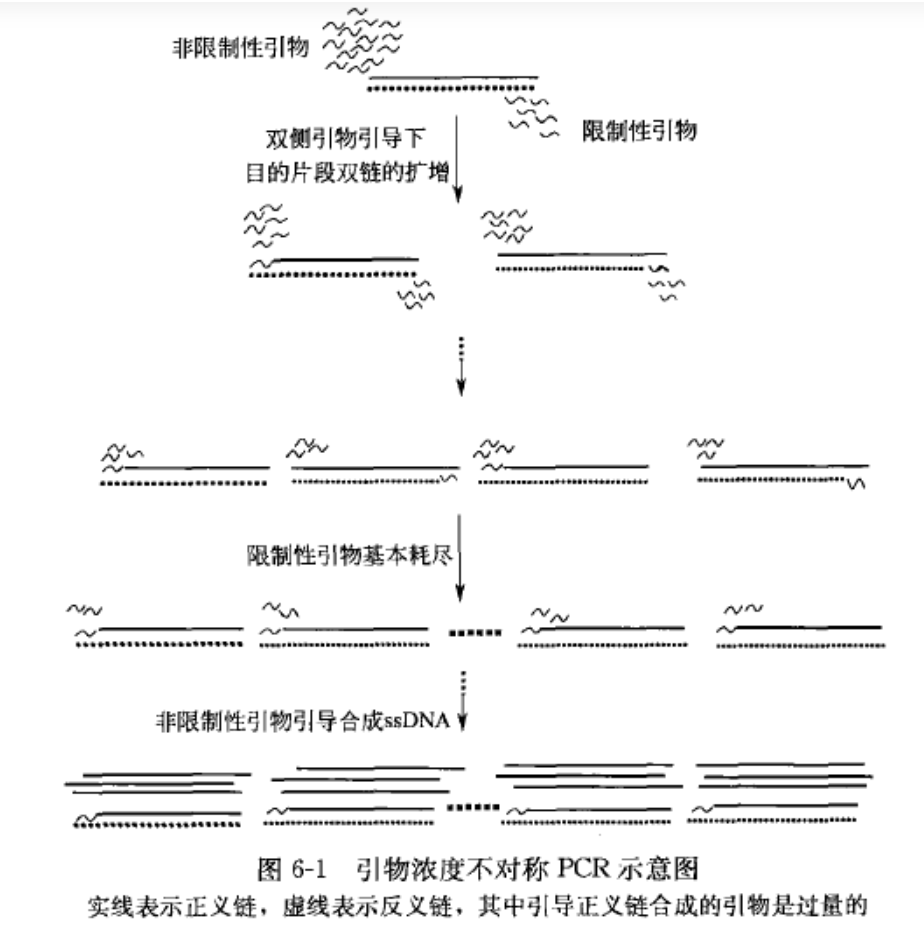 非限制性引物
限制性引物
双侧引物引导下
目的片段双链的扩增
限制性引物基本耗尽
非限制性引物引导合成ssDNA
图 6-1 引物浓度不对称 PCR 示意图
实线表示正义链，虚线表示反义链，其中引导正义链合成的引物是过量的